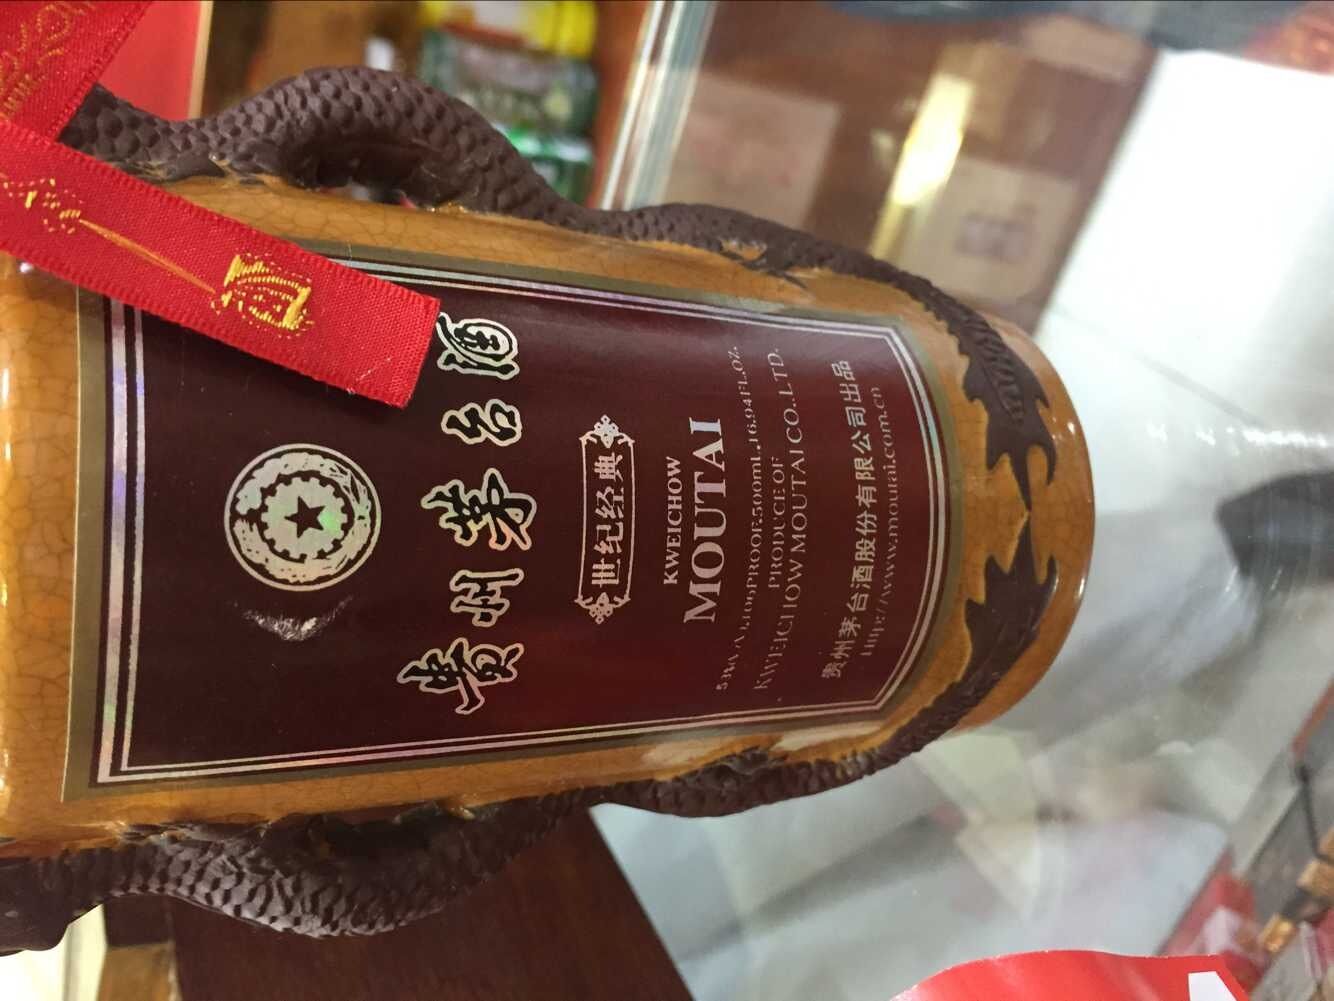 贵州茅台酒
世纪经典
KWEICHOW
MOUTAI
53%V/V.106PROOF.500mL.16.94FL.OZ.
PRODUCE OF
KWEICHOW MOUTAI CO.,LTD.
贵州茅台酒股份有限公司出品
http://www.moutai.com.cn